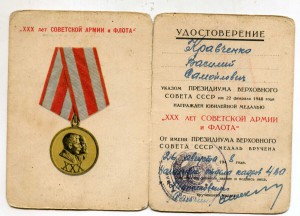 "XXX ЛЕТ СОВЕТСКОЙ АРМИИ и ФЛОТА"
XXX
УДОСТОВЕРЕНИЕ
Кравченко
Василий
Самойлович
УКАЗОМ ПРЕЗИДИУМА ВЕРХОВНОГО
СОВЕТА СССР от 22 февраля 1948 года
НАГРАЖДЕН ЮБИЛЕЙНОЙ МЕДАЛЬЮ
"XXX ЛЕТ СОВЕТСКОЙ АРМИИ
и ФЛОТА"
От имени ПРЕЗИДИУМА ВЕРХОВНОГО
СОВЕТА СССР МЕДАЛЬ ВРУЧЕНА